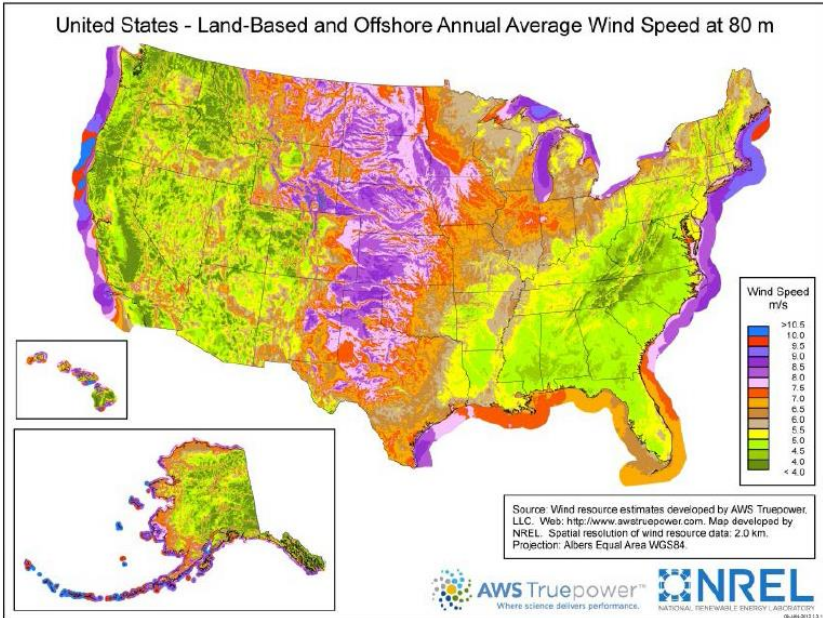 United States - Land-Based and Offshore Annual Average Wind Speed at 80 m
Wind Speed
m/s
>10.5
10.0
9.5
9.0
8.5
8.0
7.5
7.0
6.5
6.0
5.5
5.0
4.5
4.0
< 4.0
Source: Wind resource estimates developed by AWS Truepower,
LLC. Web: http://www.awstruepower.com. Map developed by
NREL. Spatial resolution of wind resource data: 2.0 km.
Projection: Albers Equal Area WGS84.
AWS Truepower™
Where science delivers performance.
NREL
NATIONAL RENEWABLE ENERGY LABORATORY